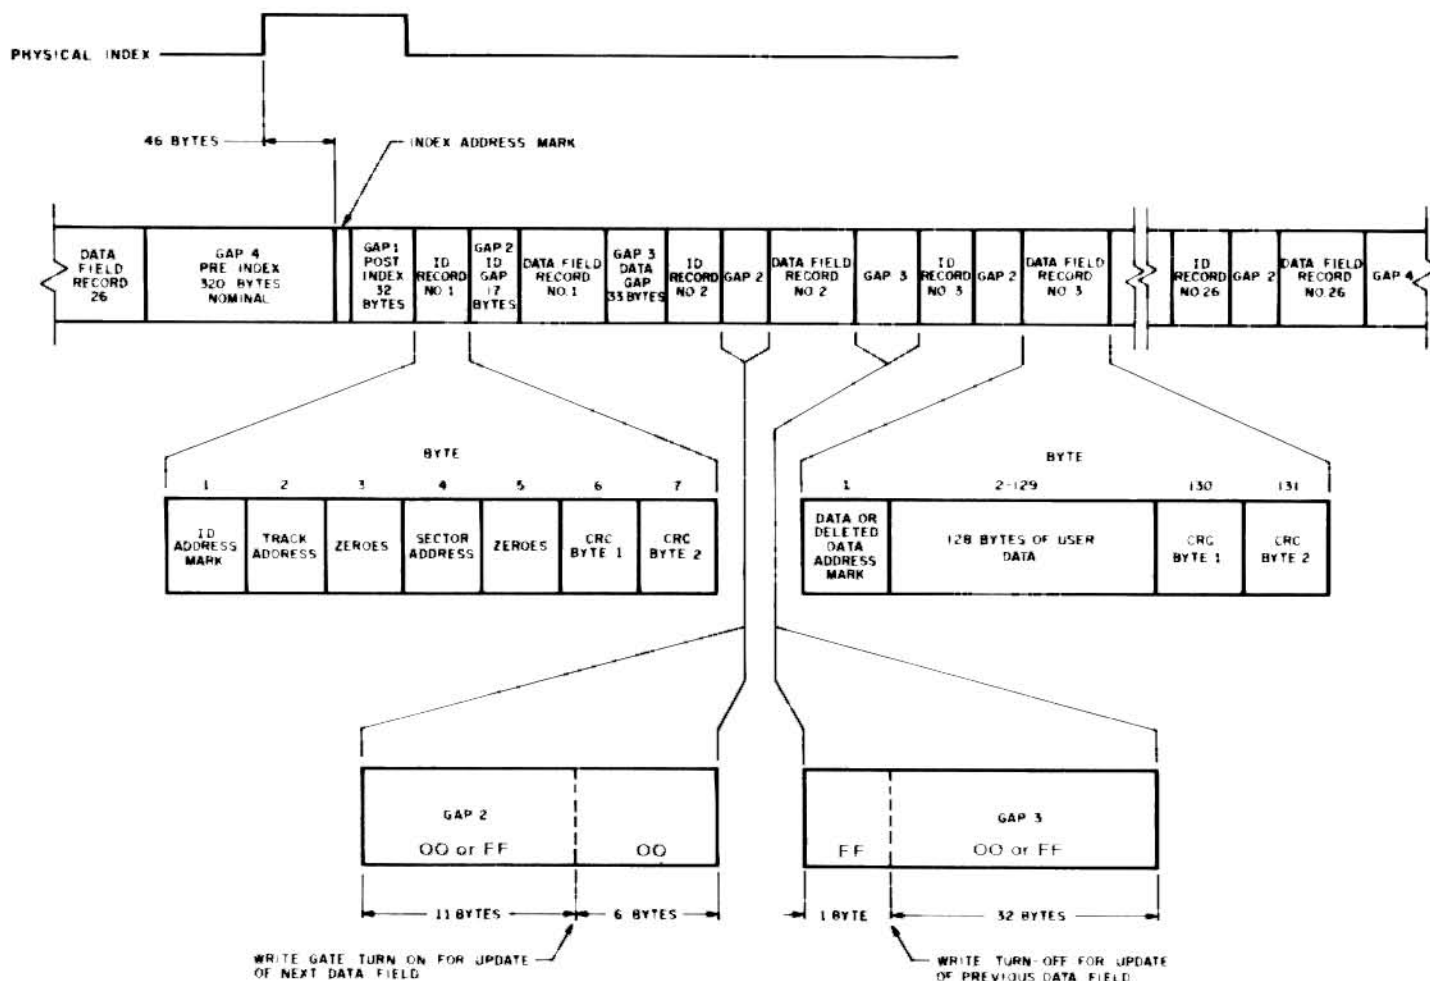 PHYSICAL INDEX
46 BYTES
INDEX ADDRESS MARK
DATA
FIELD
RECORD
26
GAP 4
PRE INDEX
320 BYTES
NOMINAL
GAP 1
POST
INDEX
32
BYTES
ID
RECORD
NO. 1
GAP 2
ID
GAP
17
BYTES
DATA FIELD
RECORD
NO. 1
GAP 3
DATA
GAP
33 BYTES
ID
RECORD
NO. 2
GAP 2
DATA FIELD
RECORD
NO. 2
GAP 3
ID
RECORD
NO. 3
GAP 2
DATA FIELD
RECORD
NO. 3
ID
RECORD
NO. 26
GAP 2
DATA FIELD
RECORD
NO. 26
GAP 4
BYTE
1 2 3 4 5 6 7
ID
ADDRESS
MARK
TRACK
ADDRESS
ZEROES
SECTOR
ADDRESS
ZEROES
CRC
BYTE 1
CRC
BYTE 2
BYTE
1 2-129 130 131
DATA OR
DELETED
DATA
ADDRESS
MARK
128 BYTES OF USER
DATA
CRC
BYTE 1
CRC
BYTE 2
GAP 2
00 or FF
00
11 BYTES
6 BYTES
WRITE GATE TURN ON FOR UPDATE
OF NEXT DATA FIELD
GAP 3
FF
00 or FF
1 BYTE
32 BYTES
WRITE TURN-OFF FOR UPDATE
OF PREVIOUS DATA FIELD